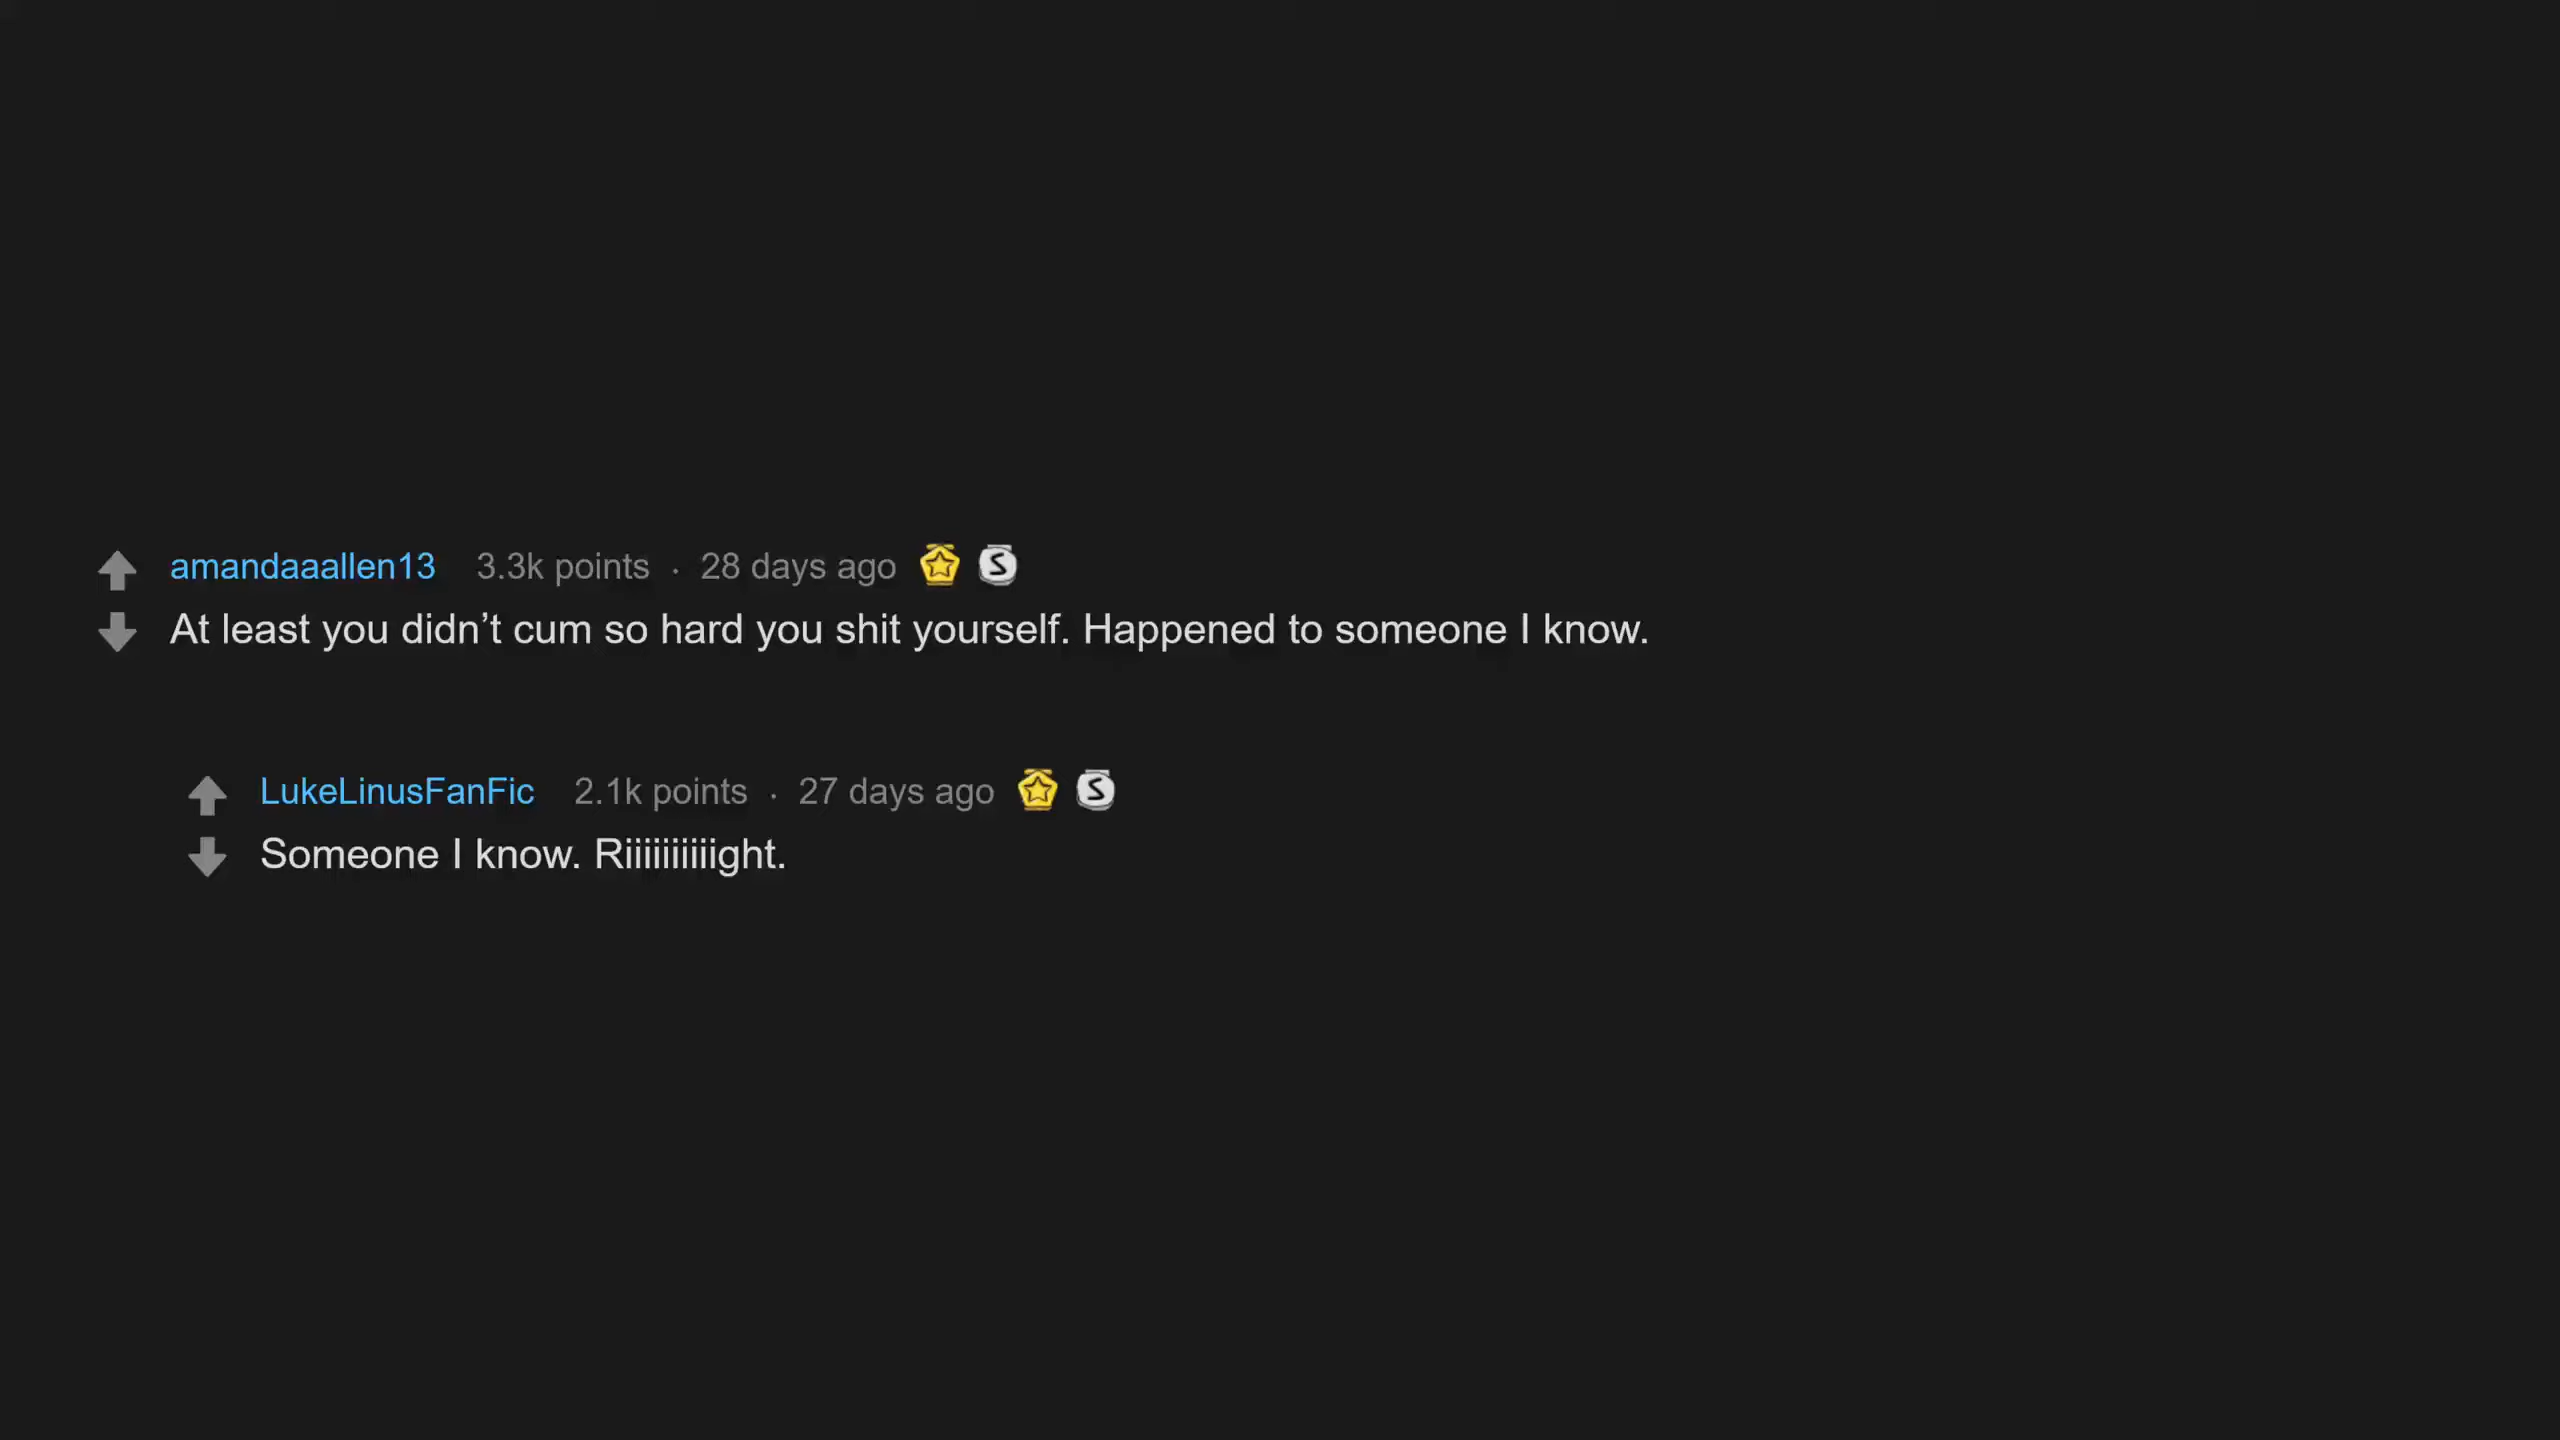 amandaaallen13 3.3k points · 28 days ago S
At least you didn’t cum so hard you shit yourself. Happened to someone I know.
LukeLinusFanFic 2.1k points · 27 days ago S
Someone I know. Riiiiiiiiiight.